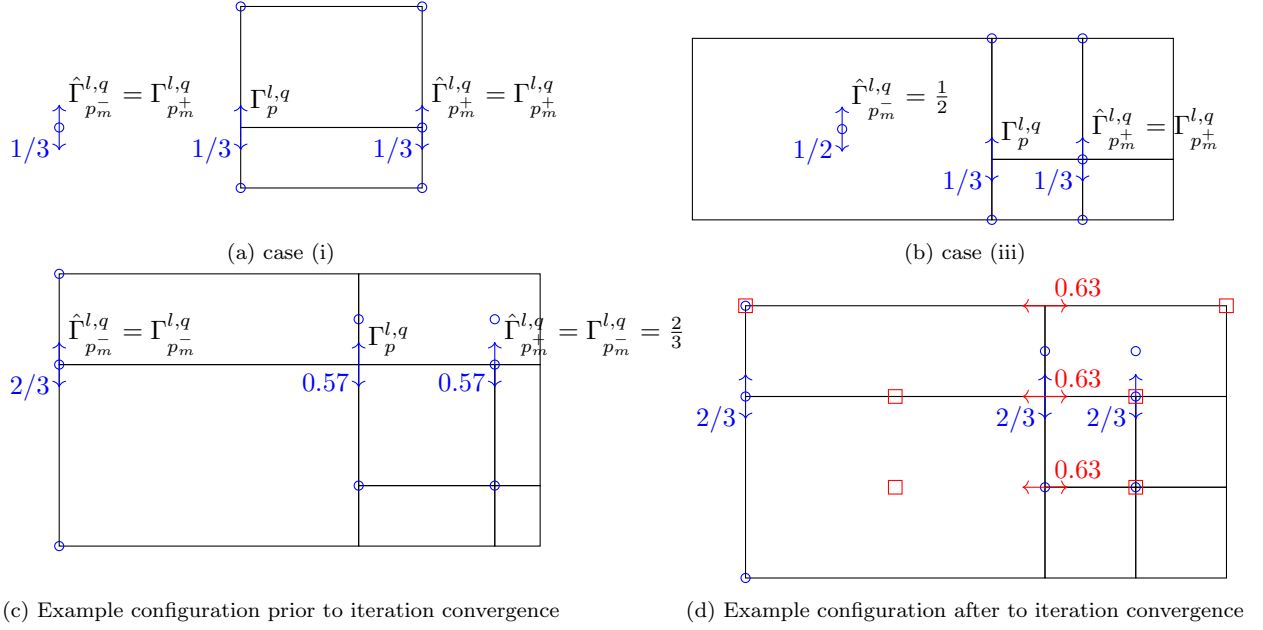 Γ̂^{l,q}_{p_m^-} = Γ^{l,q}_{p_m^+}
Γ^{l,q}_p
Γ̂^{l,q}_{p_m^+} = Γ^{l,q}_{p_m^+}
1/3
1/3
1/3
(a) case (i)
Γ̂^{l,q}_{p_m^-} = 1/2
Γ^{l,q}_p
Γ̂^{l,q}_{p_m^+} = Γ^{l,q}_{p_m^+}
1/2
1/3
1/3
(b) case (iii)
Γ̂^{l,q}_{p_m^-} = Γ^{l,q}_{p_m^-}
Γ^{l,q}_p
Γ̂^{l,q}_{p_m^+} = Γ^{l,q}_{p_m^-} = 2/3
2/3
0.57
0.57
(c) Example configuration prior to iteration convergence
0.63
0.63
2/3
2/3
2/3
0.63
(d) Example configuration after to iteration convergence